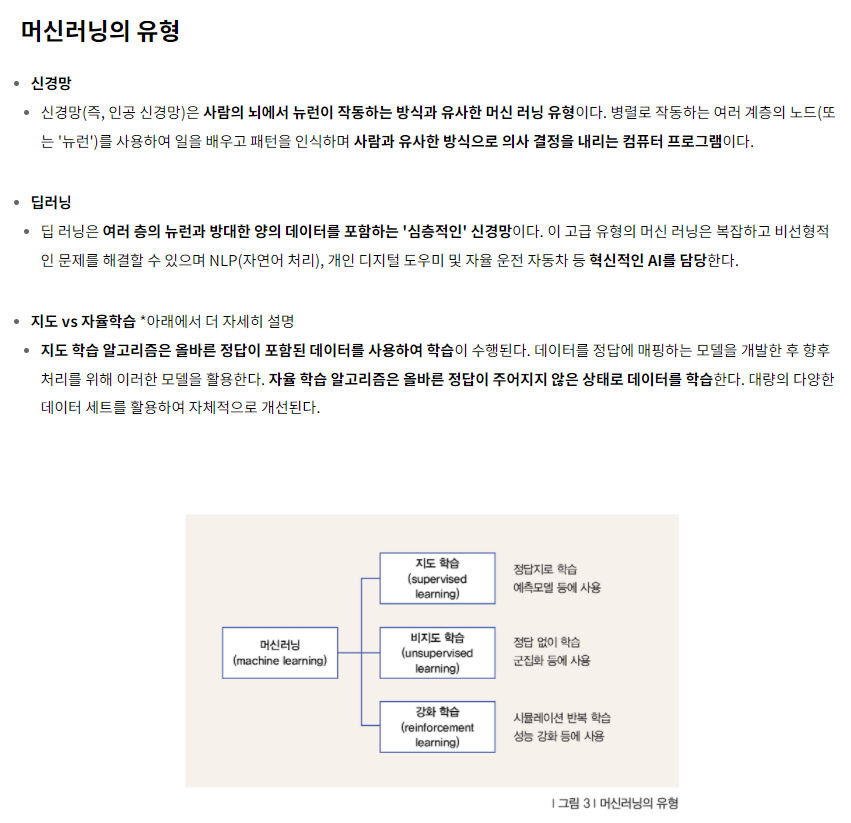 머신러닝의 유형
신경망
신경망(즉, 인공 신경망)은 사람의 뇌에서 뉴런이 작동하는 방식과 유사한 머신 러닝 유형이다. 병렬로 작동하는 여러 계층의 노드(또
는 '뉴런')를 사용하여 일을 배우고 패턴을 인식하며 사람과 유사한 방식으로 의사 결정을 내리는 컴퓨터 프로그램이다.
딥러닝
딥 러닝은 여러 층의 뉴런과 방대한 양의 데이터를 포함하는 '심층적인' 신경망이다. 이 고급 유형의 머신 러닝은 복잡하고 비선형적
인 문제를 해결할 수 있으며 NLP(자연어 처리), 개인 디지털 도우미 및 자율 운전 자동차 등 혁신적인 AI를 담당한다.
지도 vs 자율학습 *아래에서 더 자세히 설명
지도 학습 알고리즘은 올바른 정답이 포함된 데이터를 사용하여 학습이 수행된다. 데이터를 정답에 매핑하는 모델을 개발한 후 향후
처리를 위해 이러한 모델을 활용한다. 자율 학습 알고리즘은 올바른 정답이 주어지지 않은 상태로 데이터를 학습한다. 대량의 다양한
데이터 세트를 활용하여 자체적으로 개선된다.
머신러닝
(machine learning)
지도 학습
(supervised
learning)
정답지로 학습
예측모델 등에 사용
비지도 학습
(unsupervised
learning)
정답 없이 학습
군집화 등에 사용
강화 학습
(reinforcement
learning)
시뮬레이션 반복 학습
성능 강화 등에 사용
| 그림 3 | 머신러닝의 유형